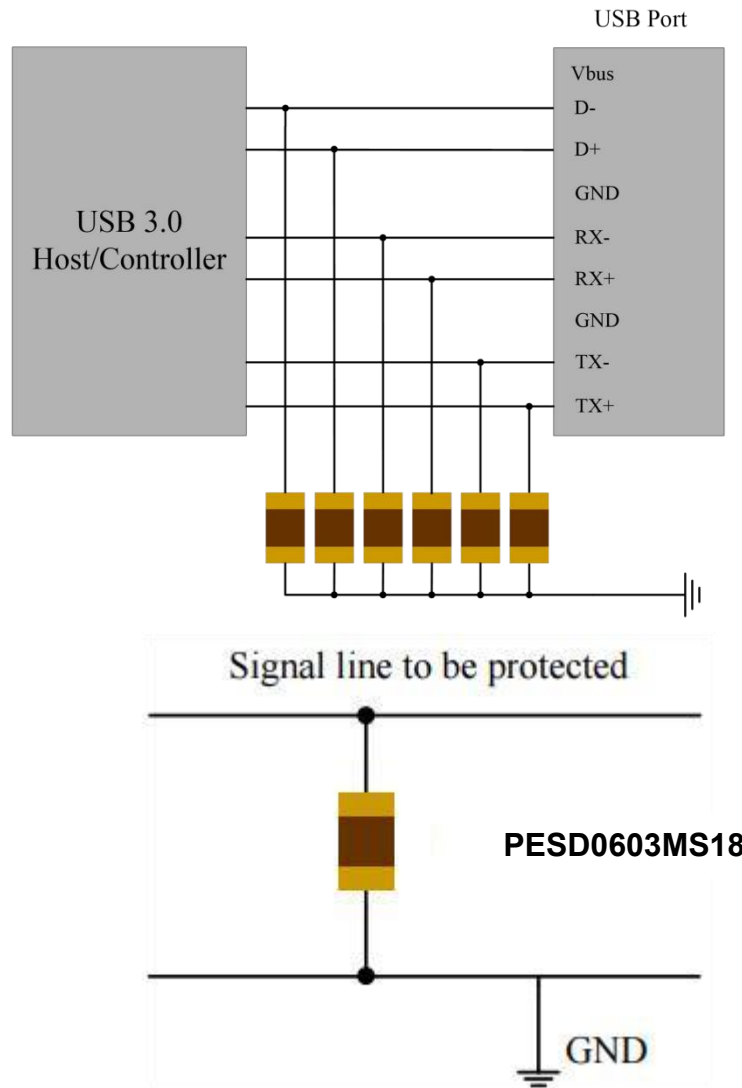 USB Port
USB 3.0
Host/Controller
Vbus
D-
D+
GND
RX-
RX+
GND
TX-
TX+
Signal line to be protected
PESD0603MS18
GND